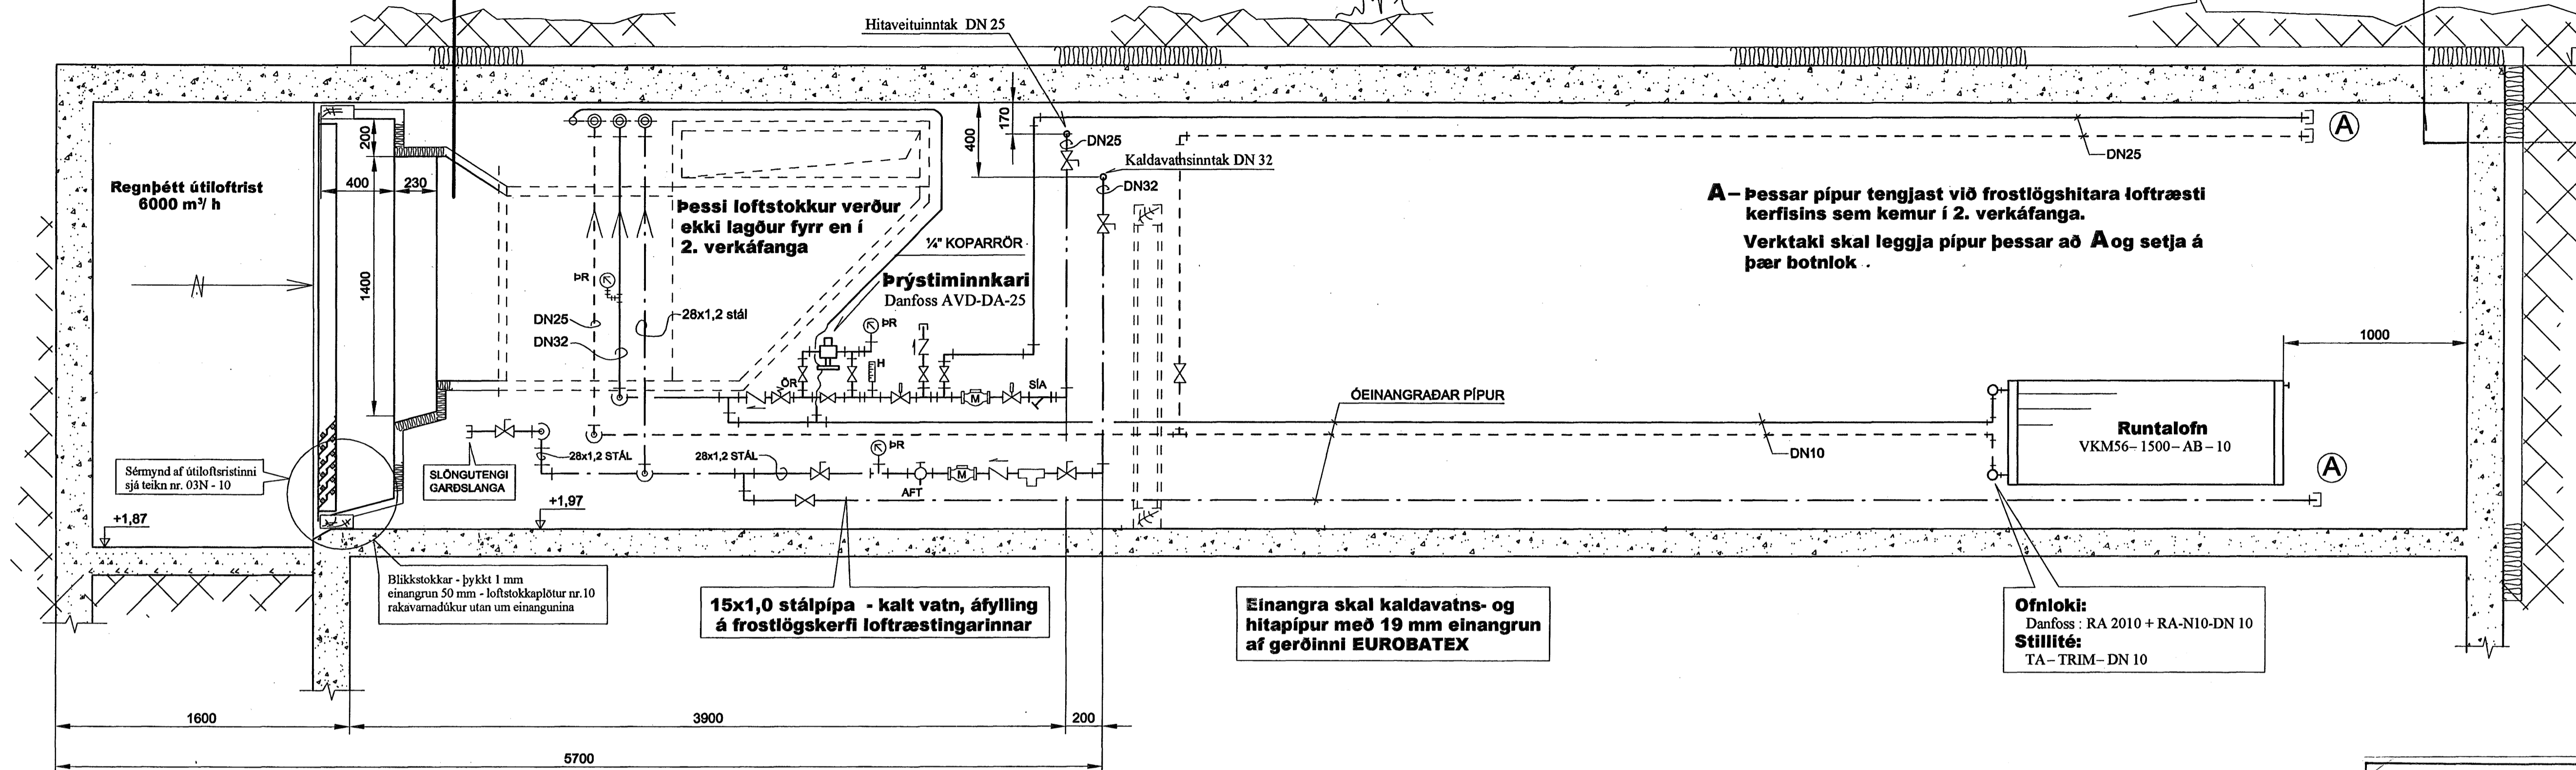 Hitaveituinntak DN 25
170
400
200
400
230
1400
DN25
Kaldavatnsinntak DN 32
DN32
Regnþétt útiloftrist
6000 m³/ h
Þessi loftstokkur verður
ekki lagður fyrr en í
2. verkáfanga
¼" KOPARRÖR
Þrýstiminnkari
Danfoss AVD-DA-25
ÞR
DN25
DN32
28x1,2 stál
ÞR
H
ÖR
M
SÍA
A
DN25
A – Þessar pípur tengjast við frostlögshitara loftræsti
kerfisins sem kemur í 2. verkáfanga.
Verktaki skal leggja pípur þessar að A og setja á
þær botnlok .
1000
ÓEINANGRAÐAR PÍPUR
DN10
Runtalofn
VKM56– 1500– AB – 10
A
Sérmynd af útiloftsristinni
sjá teikn nr. 03N - 10
SLÖNGUTENGI
GARÐSLANGA
28x1,2 STÁL
28x1,2 STÁL
ÞR
AFT
M
+1,87
+1,97
Blikkstokkar - þykkt 1 mm
einangrun 50 mm - loftstokkaplötur nr.10
rakavarnadúkur utan um einangunina
15x1,0 stálpípa - kalt vatn, áfylling
á frostlögskerfi loftræstingarinnar
Einangra skal kaldavatns- og
hitapípur með 19 mm einangrun
af gerðinni EUROBATEX
Ofnloki:
Danfoss : RA 2010 + RA-N10-DN 10
Stillité:
TA– TRIM– DN 10
1600
3900
200
5700